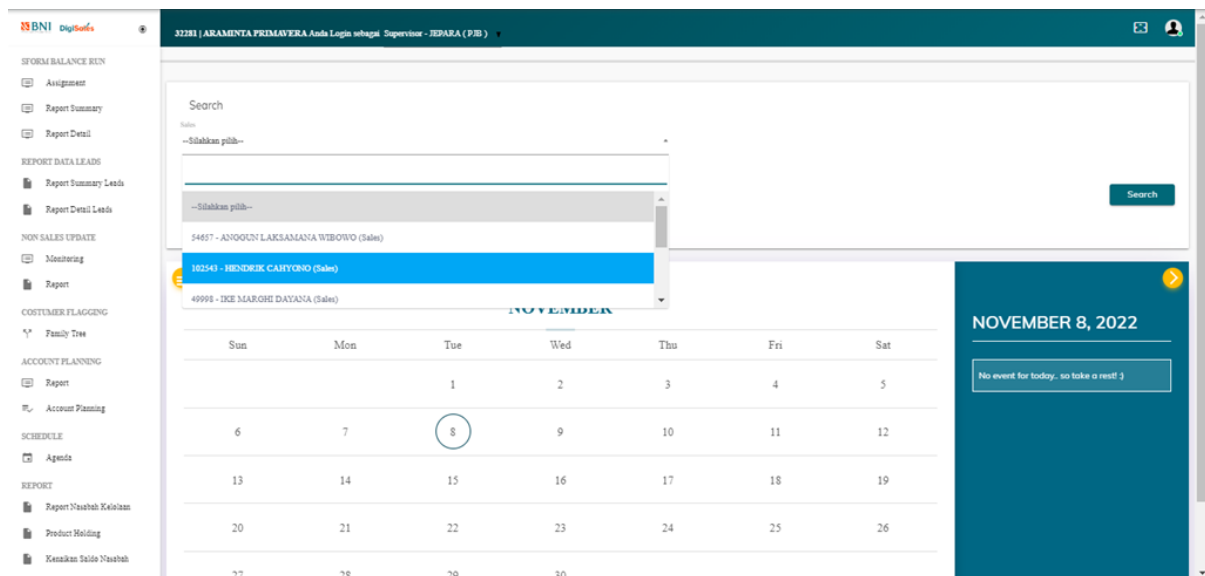 BNI DigiSales
32281 | ARAMINTA PRIMAVERA Anda Login sebagai Supervisor - JEPARA ( PJB )
SFORM BALANCE RUN
Assignment
Report Summary
Report Detail
REPORT DATA LEADS
Report Summary Leads
Report Detail Leads
NON SALES UPDATE
Monitoring
Report
COSTUMER FLAGGING
Family Tree
ACCOUNT PLANNING
Report
Account Planning
SCHEDULE
Agenda
REPORT
Report Nasabah Kelolaan
Product Holding
Kenaikan Saldo Nasabah
Search
Sales
--Silahkan pilih--
--Silahkan pilih--
54657 - ANGGUN LAKSAMANA WIBOWO (Sales)
102543 - HENDRIK CAHYONO (Sales)
49998 - IKE MARGHI DAYANA (Sales)
Search
NOVEMBER
Sun Mon Tue Wed Thu Fri Sat
1 2 3 4 5
6 7 8 9 10 11 12
13 14 15 16 17 18 19
20 21 22 23 24 25 26
27 28 29 30
NOVEMBER 8, 2022
No event for today.. so take a rest! :)